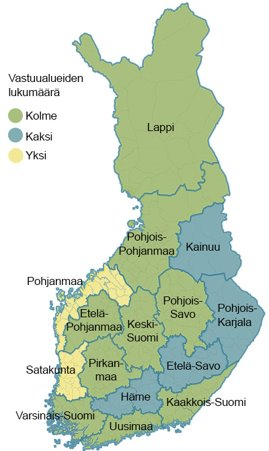 Vastuualueiden
lukumäärä
Kolme
Kaksi
Yksi
Lappi
Pohjois-
Pohjanmaa
Kainuu
Pohjanmaa
Etelä-
Pohjanmaa
Keski-
Suomi
Pohjois-
Savo
Pohjois-
Karjala
Satakunta
Pirkan-
maa
Etelä-Savo
Häme
Varsinais-Suomi
Uusimaa
Kaakkois-Suomi